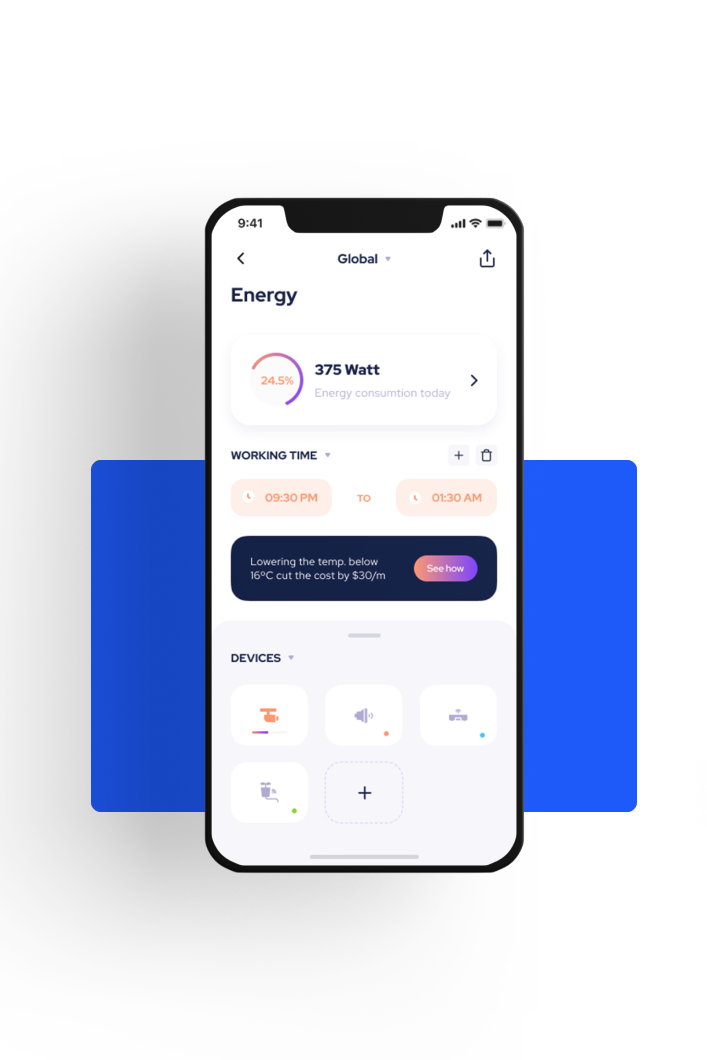 9:41
Global
Energy
24.5%
375 Watt
Energy consumtion today
WORKING TIME
09:30 PM
TO
01:30 AM
Lowering the temp. below
16ºC cut the cost by $30/m
See how
DEVICES